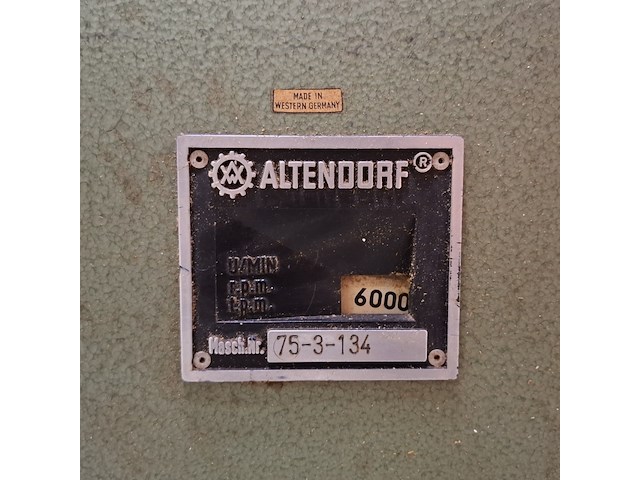 MADE IN
WESTERN GERMANY
ALTENDORF®
U/MIN
r.p.m.
t.p.m. 6000
Masch.Nr. 75-3-134